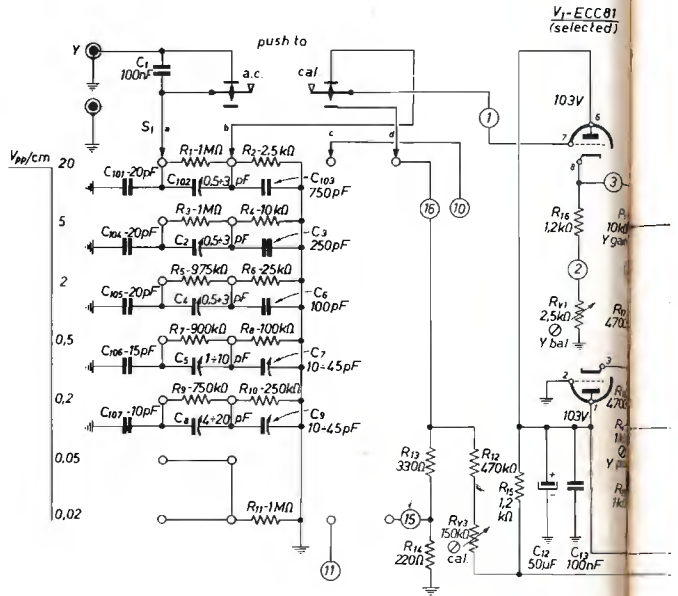 V₁-ECC81
(selected)
Y
push to
C₁
100nF
a.c.
cal.
103V
1
6
7
S₁ a
b
c
d
8
3
Vpp/cm
20
R₁-1MΩ
R₂-2,5kΩ
C₁₀₁-20pF
C₁₀₂
0,5÷3 pF
C₁₀₃
750pF
16
10
5
R₃-1MΩ
R₄-10kΩ
C₁₀₄-20pF
C₂
0,5÷3 pF
C₃
250pF
R₁₆
1,2kΩ
10kΩ
Y gain
2
R₅-975kΩ
R₆-25kΩ
C₁₀₅-20pF
C₄
0,5÷3 pF
C₆
100pF
2
Rᵥ₁
2,5kΩ
Y bal
R₁₇
470Ω
0,5
R₇-900kΩ
R₈-100kΩ
C₁₀₆-15pF
C₅
1÷10 pF
C₇
10÷45pF
3
2
0,2
R₉-750kΩ
R₁₀-250kΩ
C₁₀₇-10pF
C₈
4÷20 pF
C₉
10÷45pF
103V
1
470Ω
0,05
R₁₃
330Ω
R₁₂
470kΩ
R₁₅
1,2
kΩ
0,02
R₁₁-1MΩ
15
Rᵥ₃
150kΩ
cal.
11
R₁₄
220Ω
C₁₂
50µF
C₁₃
100nF
1kΩ